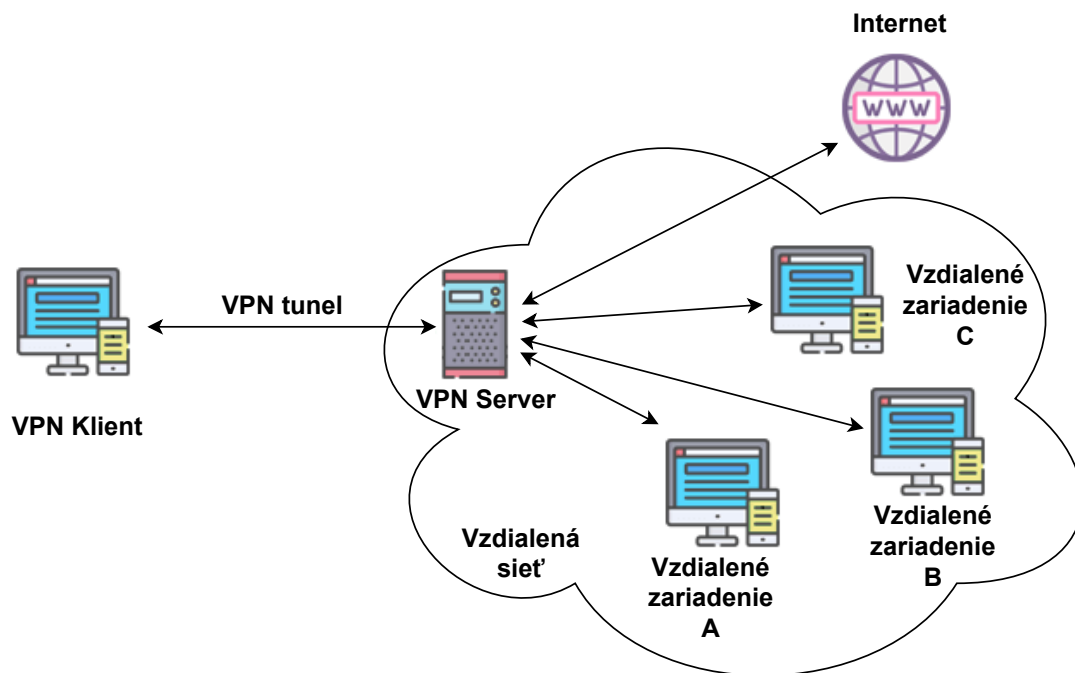 Internet
WWW
VPN tunel
VPN Klient
VPN Server
Vzdialené
zariadenie
C
Vzdialené
zariadenie
B
Vzdialená
sieť
Vzdialené
zariadenie
A